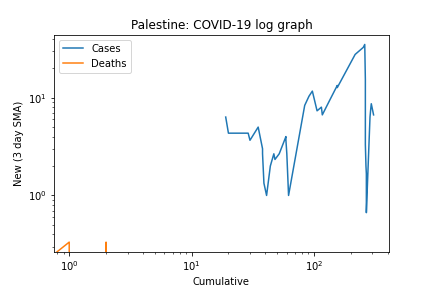 Palestine: COVID-19 log graph
Cases
Deaths
New (3 day SMA)
10¹
10⁰
10⁰
10¹
10²
Cumulative